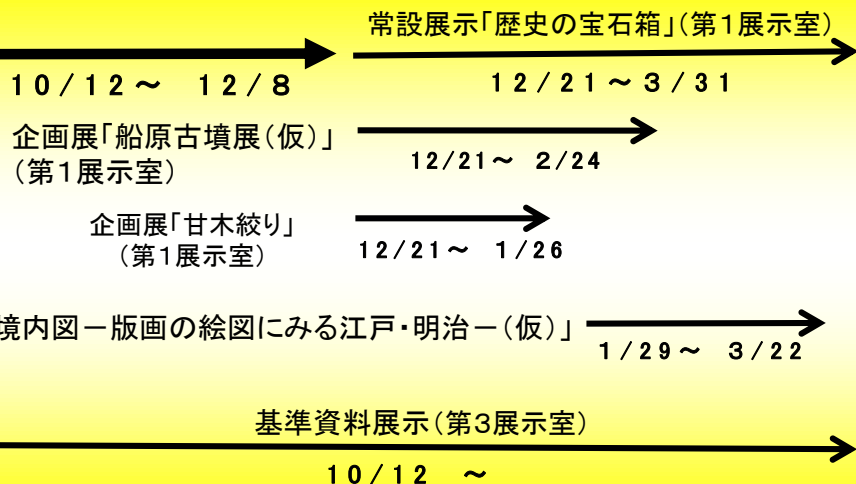 常設展示「歴史の宝石箱」(第1展示室)
10/12～ 12/8
12/21～3/31
企画展「船原古墳展(仮)」
(第1展示室)
12/21～ 2/24
企画展「甘木絞り」
(第1展示室)
12/21～ 1/26
境内図－版画の絵図にみる江戸・明治－(仮)」
1/29～ 3/22
基準資料展示(第3展示室)
10/12 ～